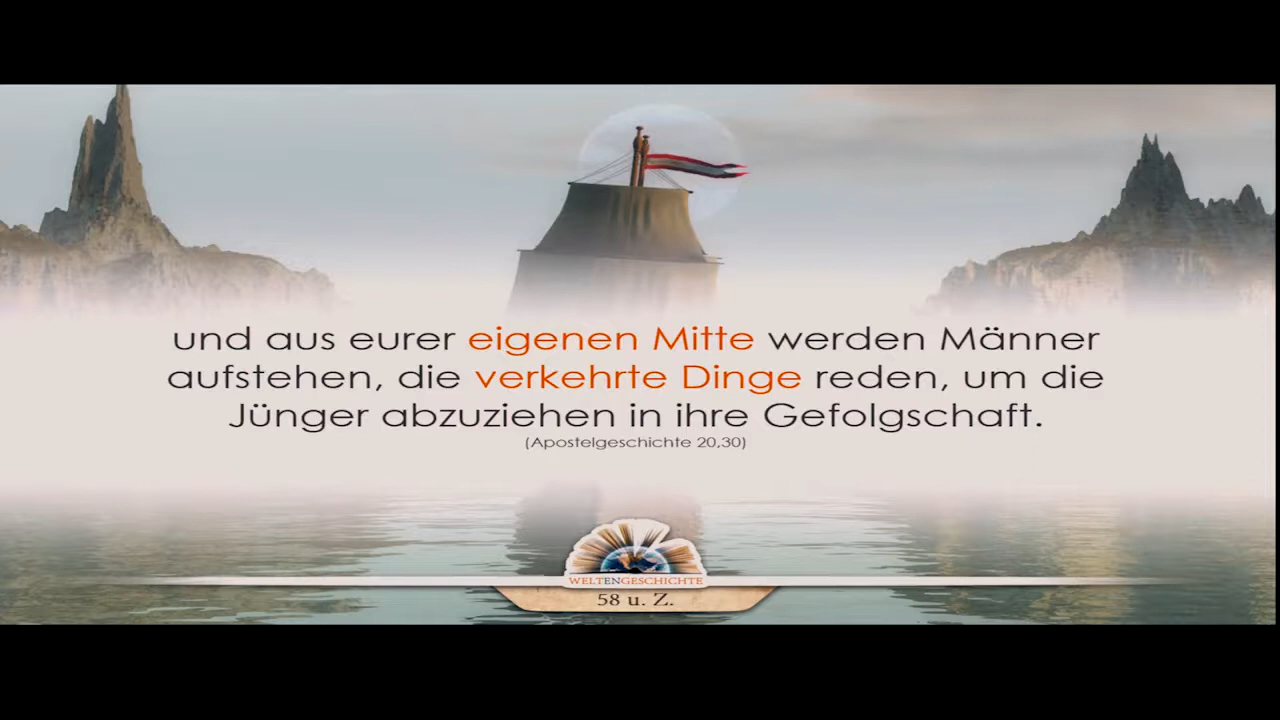 und aus eurer eigenen Mitte werden Männer
aufstehen, die verkehrte Dinge reden, um die
Jünger abzuziehen in ihre Gefolgschaft.
(Apostelgeschichte 20,30)
WELTENGESCHICHTE
58 u. Z.